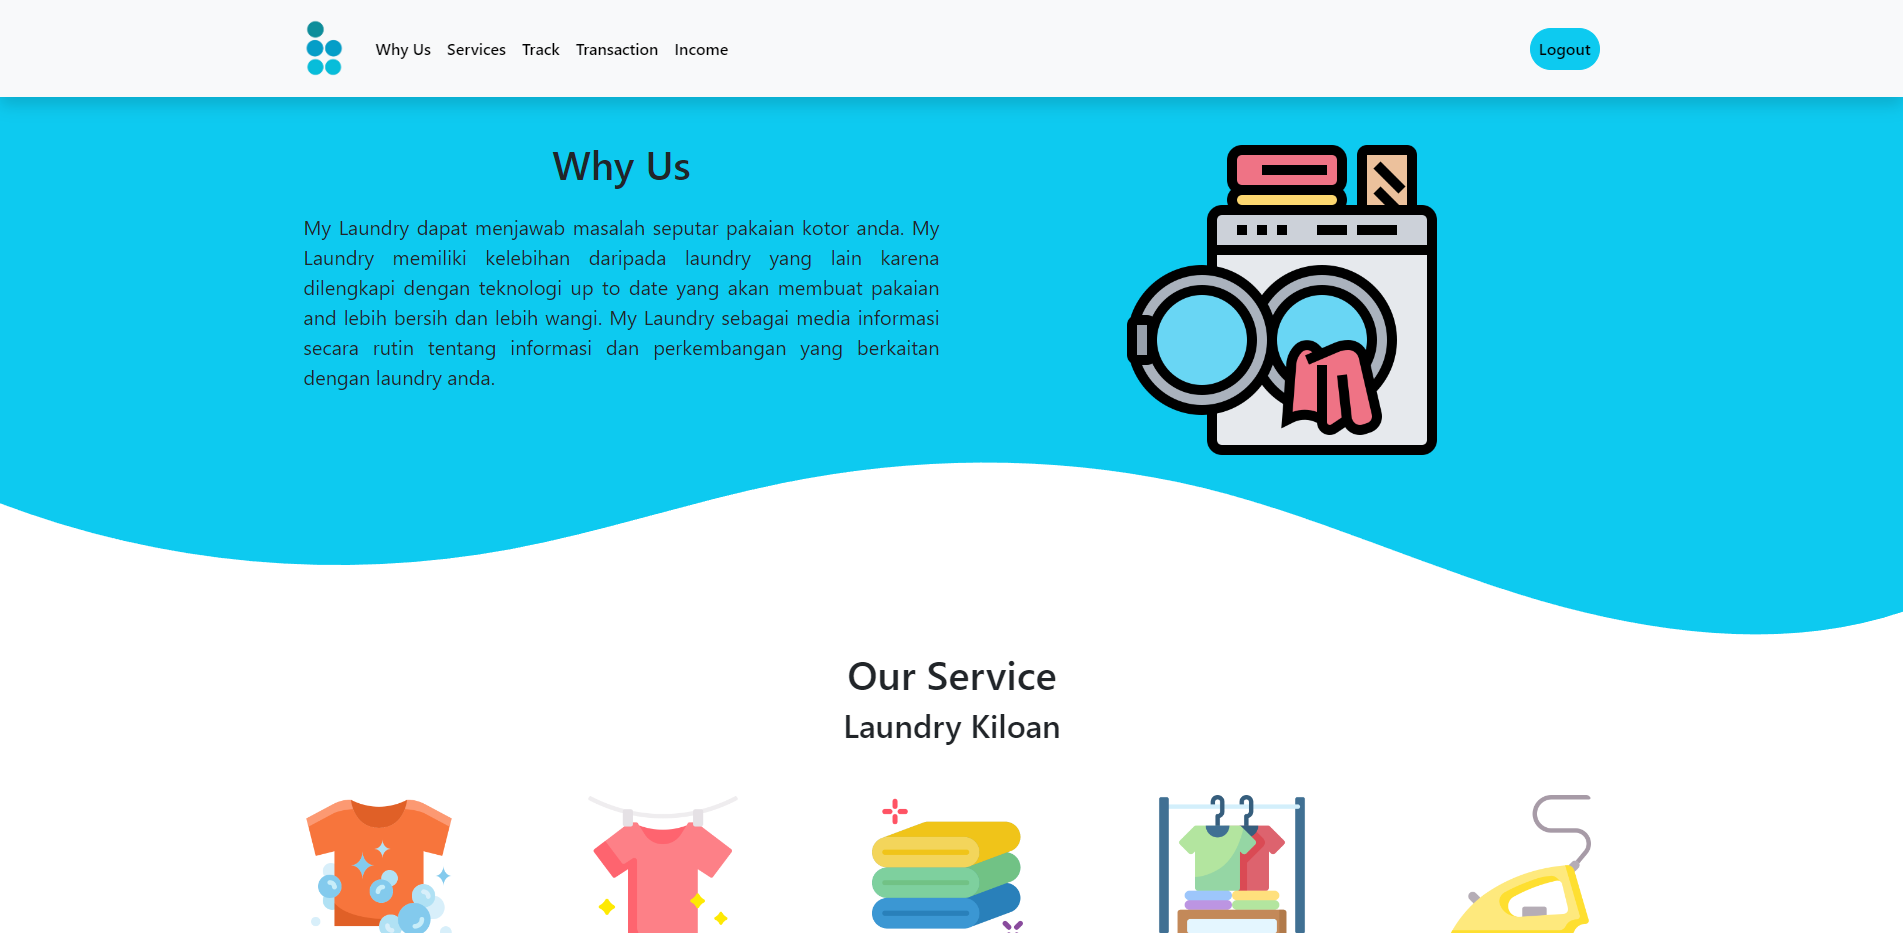 Why Us Services Track Transaction Income Logout
Why Us
My Laundry dapat menjawab masalah seputar pakaian kotor anda. My
Laundry memiliki kelebihan daripada laundry yang lain karena
dilengkapi dengan teknologi up to date yang akan membuat pakaian
and lebih bersih dan lebih wangi. My Laundry sebagai media informasi
secara rutin tentang informasi dan perkembangan yang berkaitan
dengan laundry anda.
Our Service
Laundry Kiloan